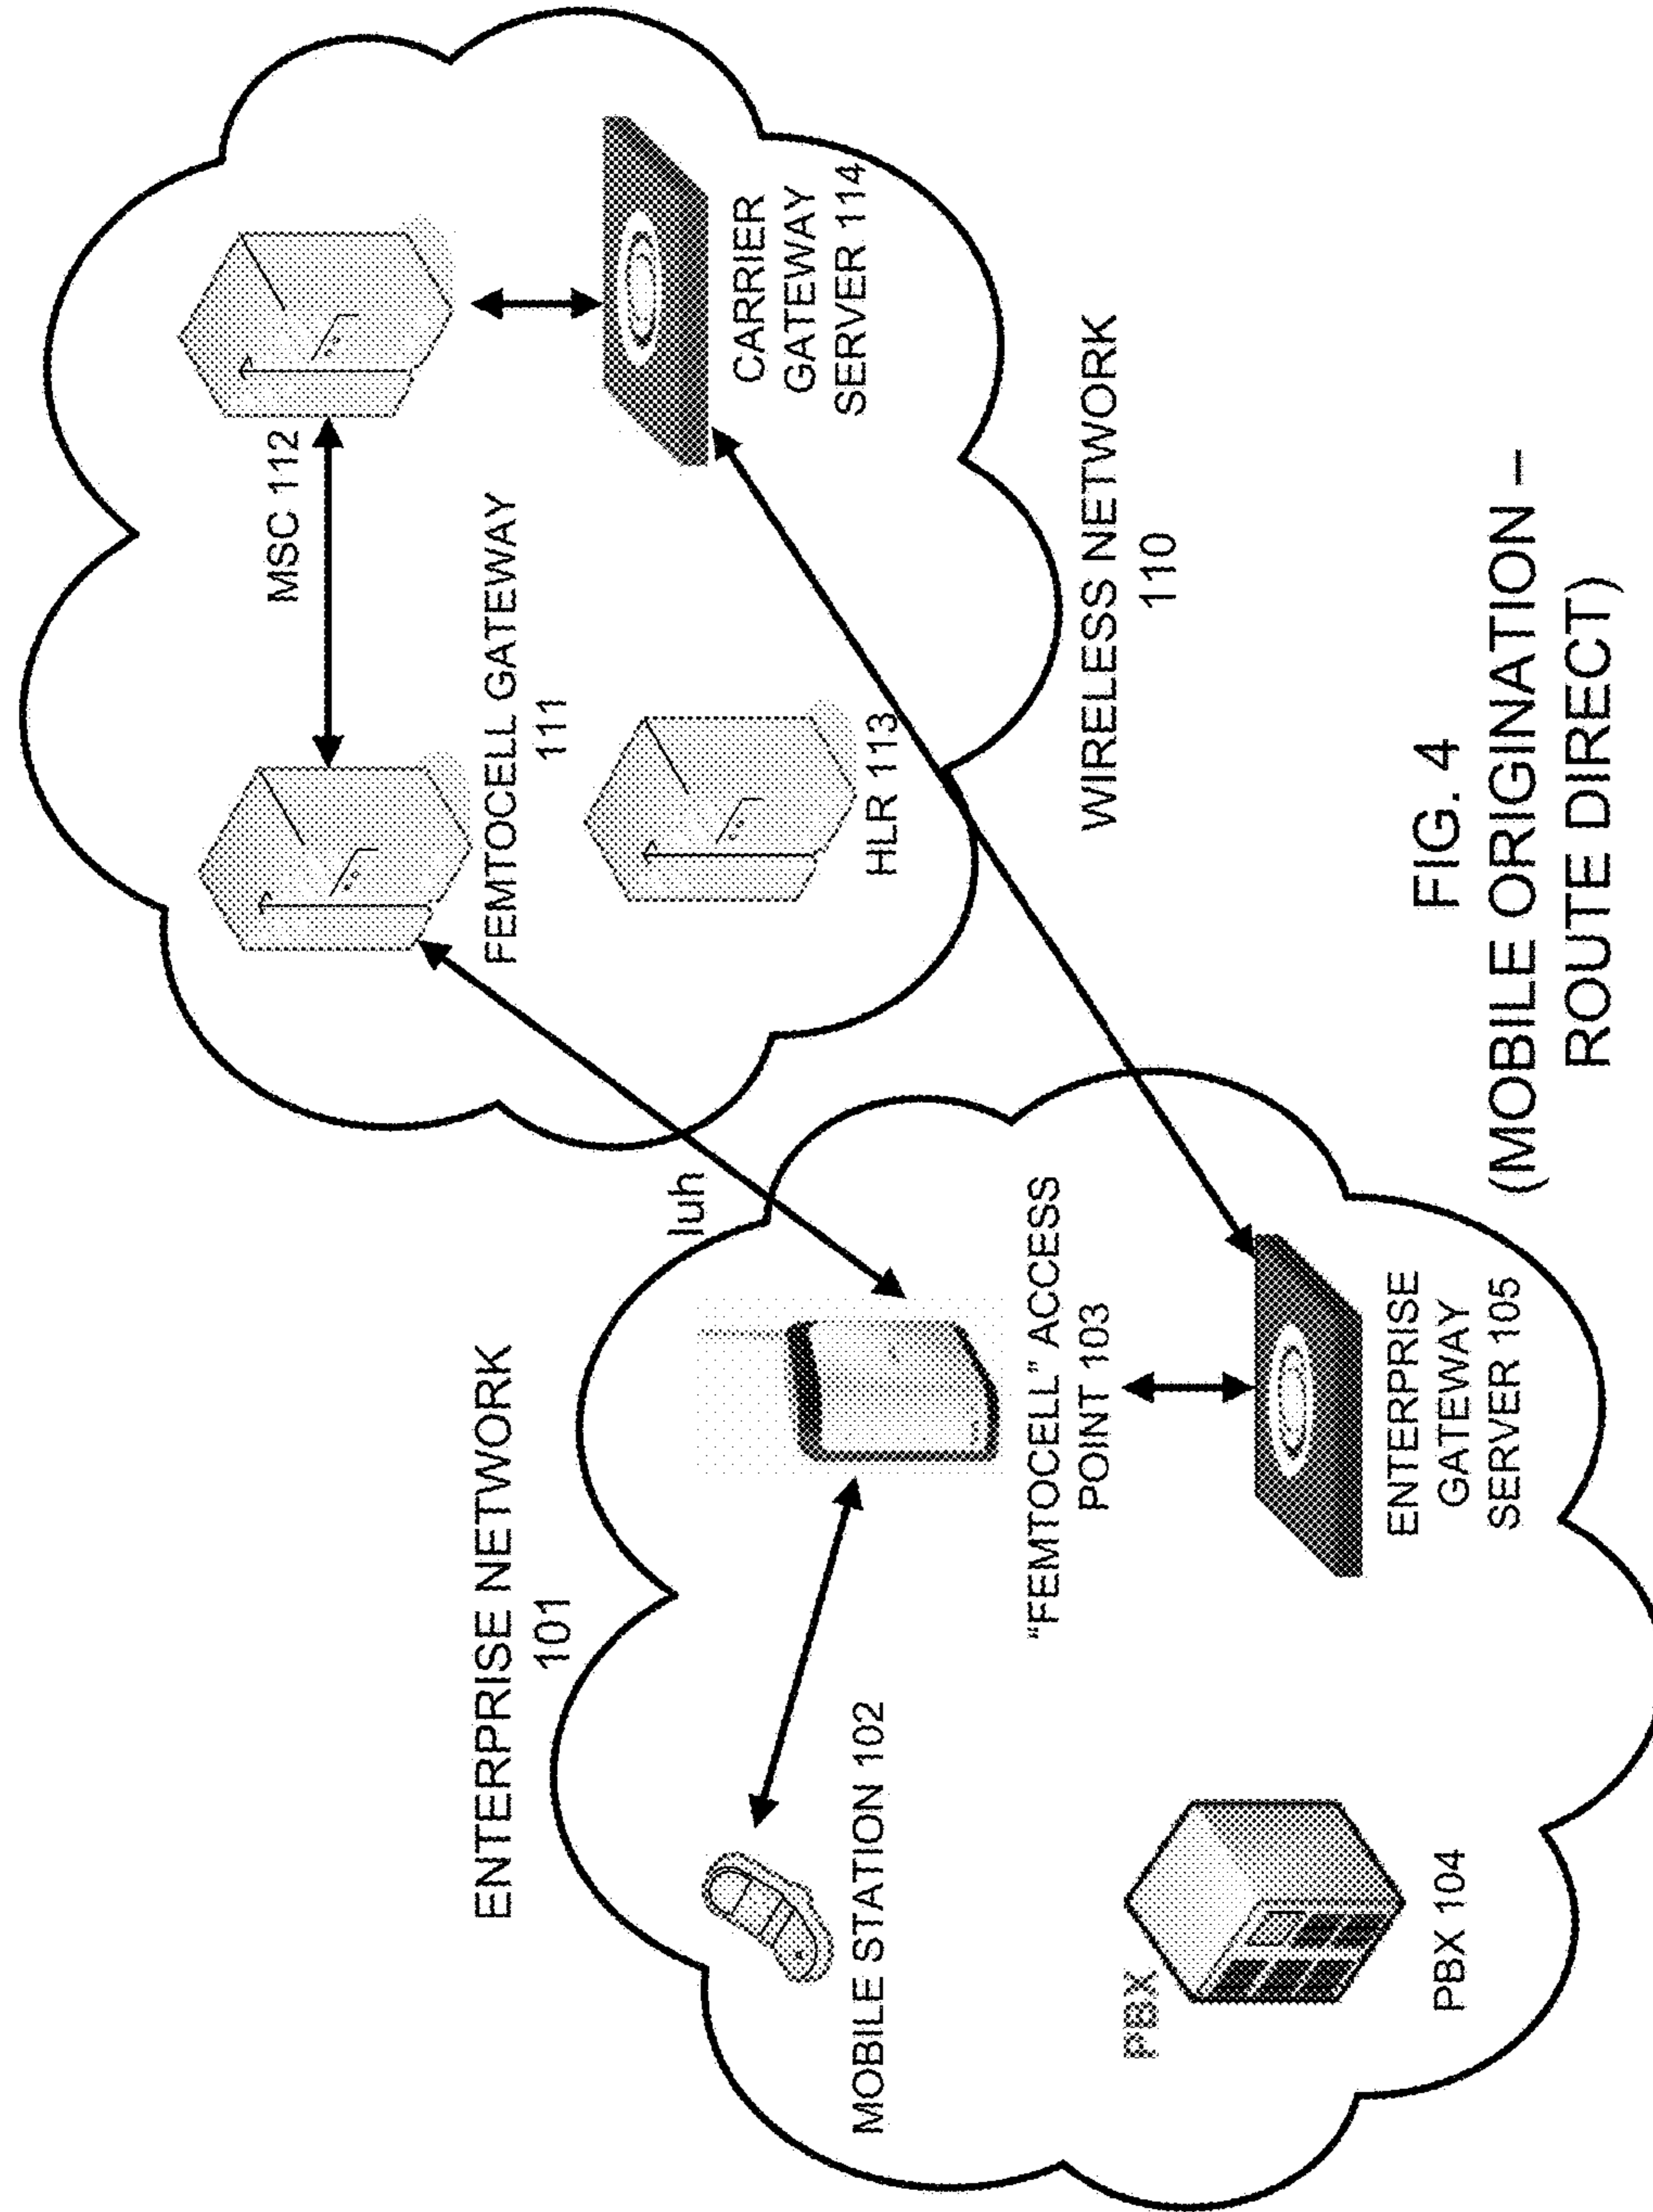 ENTERPRISE NETWORK
101
MOBILE STATION 102
"FEMTOCELL" ACCESS
POINT 103
PBX
PBX 104
ENTERPRISE
GATEWAY
SERVER 105
Iuh
MSC 112
FEMTOCELL GATEWAY
111
HLR 113
CARRIER
GATEWAY
SERVER 114
WIRELESS NETWORK
110
FIG. 4
(MOBILE ORIGINATION –
ROUTE DIRECT)